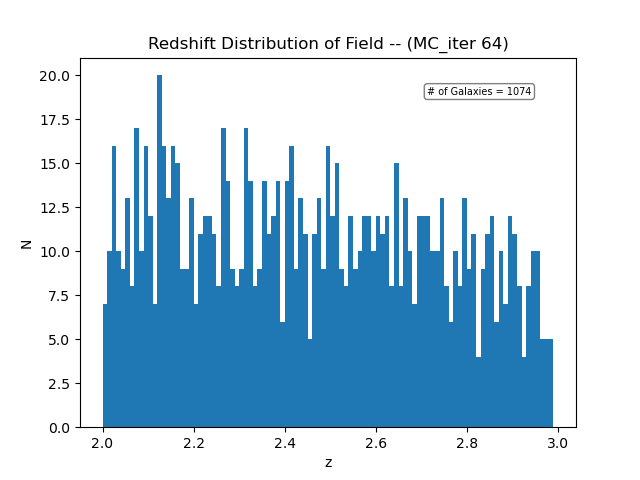 Redshift Distribution of Field -- (MC_iter 64)
# of Galaxies = 1074
20.0
17.5
15.0
12.5
10.0
7.5
5.0
2.5
0.0
N
2.0 2.2 2.4 2.6 2.8 3.0
z